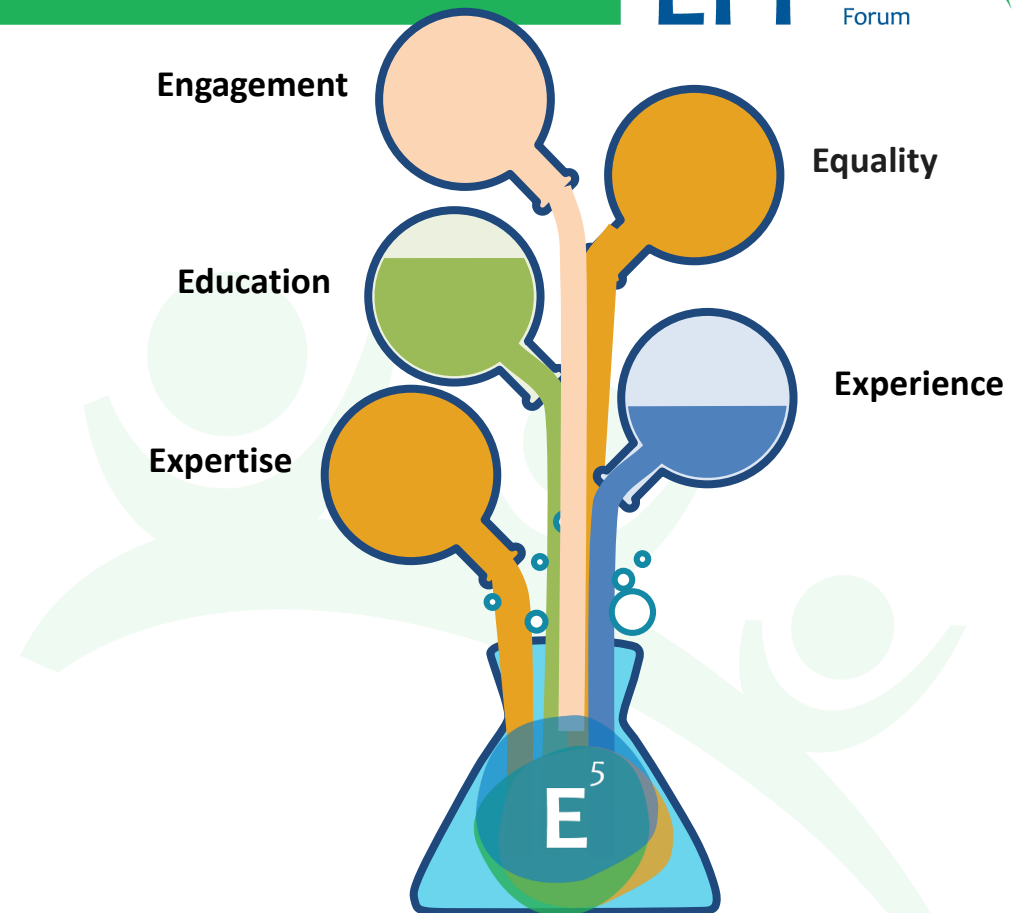 Forum
Engagement
Equality
Education
Experience
Expertise
E⁵